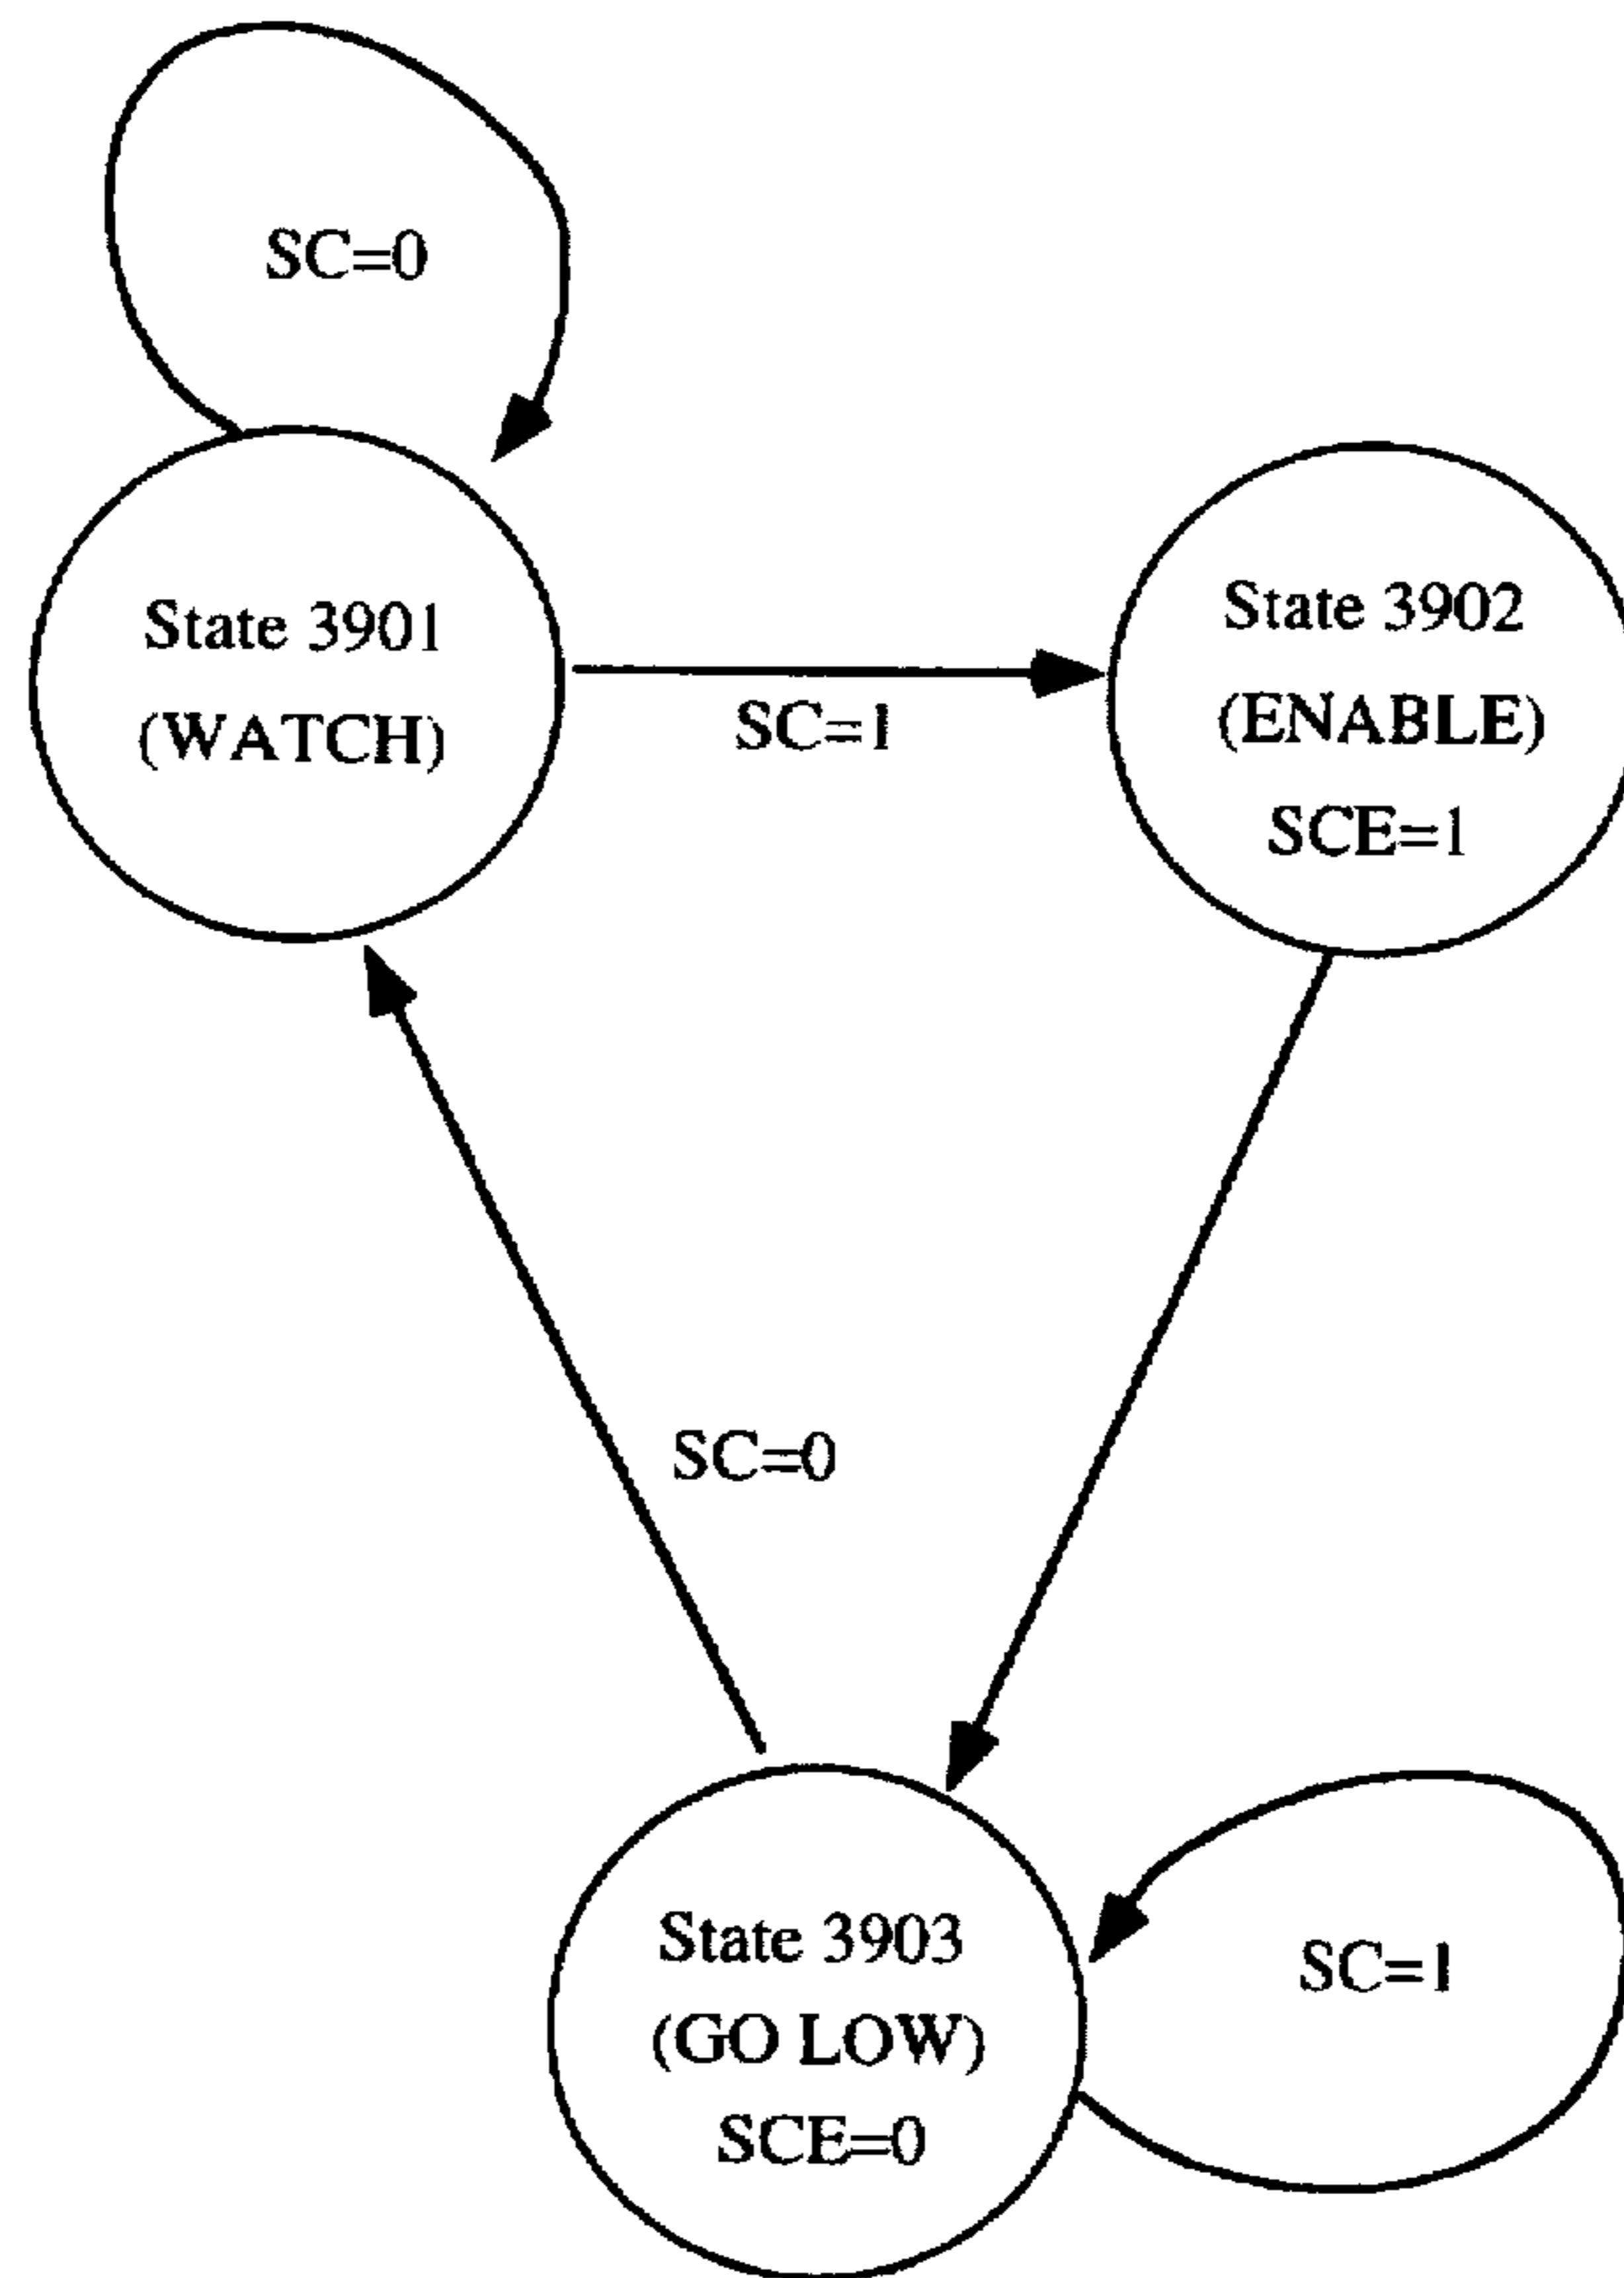 SC=0
State 3901
(WATCH)
SC=1
State 3902
(ENABLE)
SCE=1
SC=0
State 3903
(GO LOW)
SCE=0
SC=1